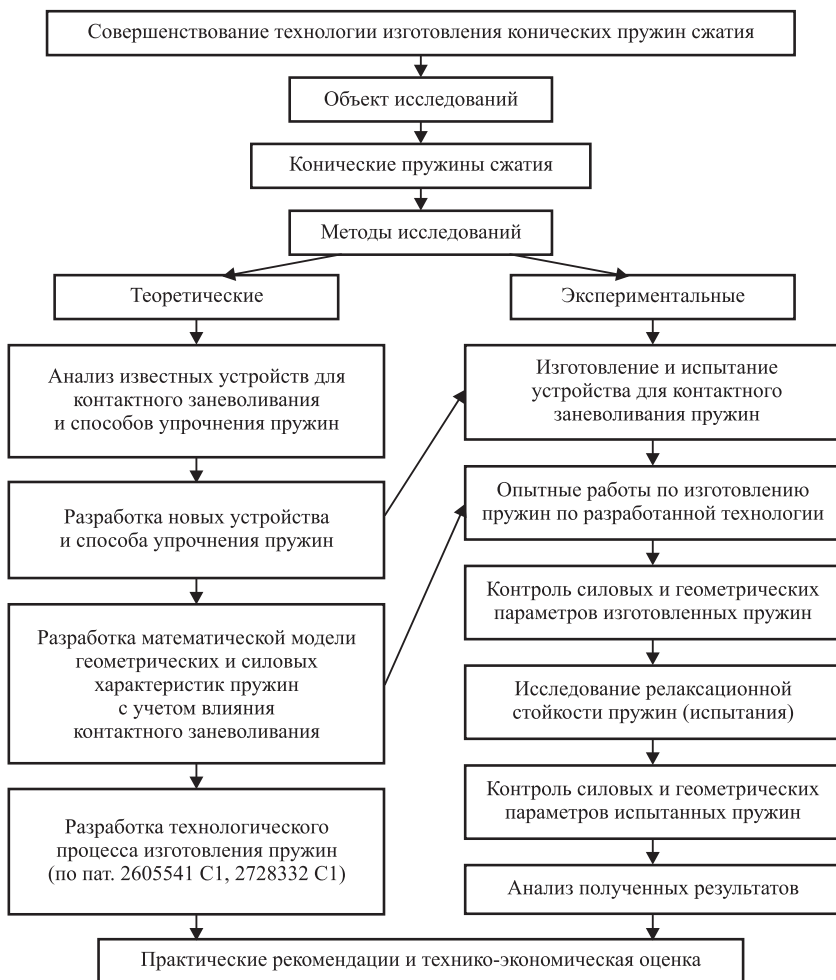 Совершенствование технологии изготовления конических пружин сжатия
Объект исследований
Конические пружины сжатия
Методы исследований
Теоретические
Анализ известных устройств для
контактного заневоливания
и способов упрочнения пружин
Разработка новых устройства
и способа упрочнения пружин
Разработка математической модели
геометрических и силовых
характеристик пружин
с учетом влияния
контактного заневоливания
Разработка технологического
процесса изготовления пружин
(по пат. 2605541 С1, 2728332 С1)
Экспериментальные
Изготовление и испытание
устройства для контактного
заневоливания пружин
Опытные работы по изготовлению
пружин по разработанной технологии
Контроль силовых и геометрических
параметров изготовленных пружин
Исследование релаксационной
стойкости пружин (испытания)
Контроль силовых и геометрических
параметров испытанных пружин
Анализ полученных результатов
Практические рекомендации и технико-экономическая оценка